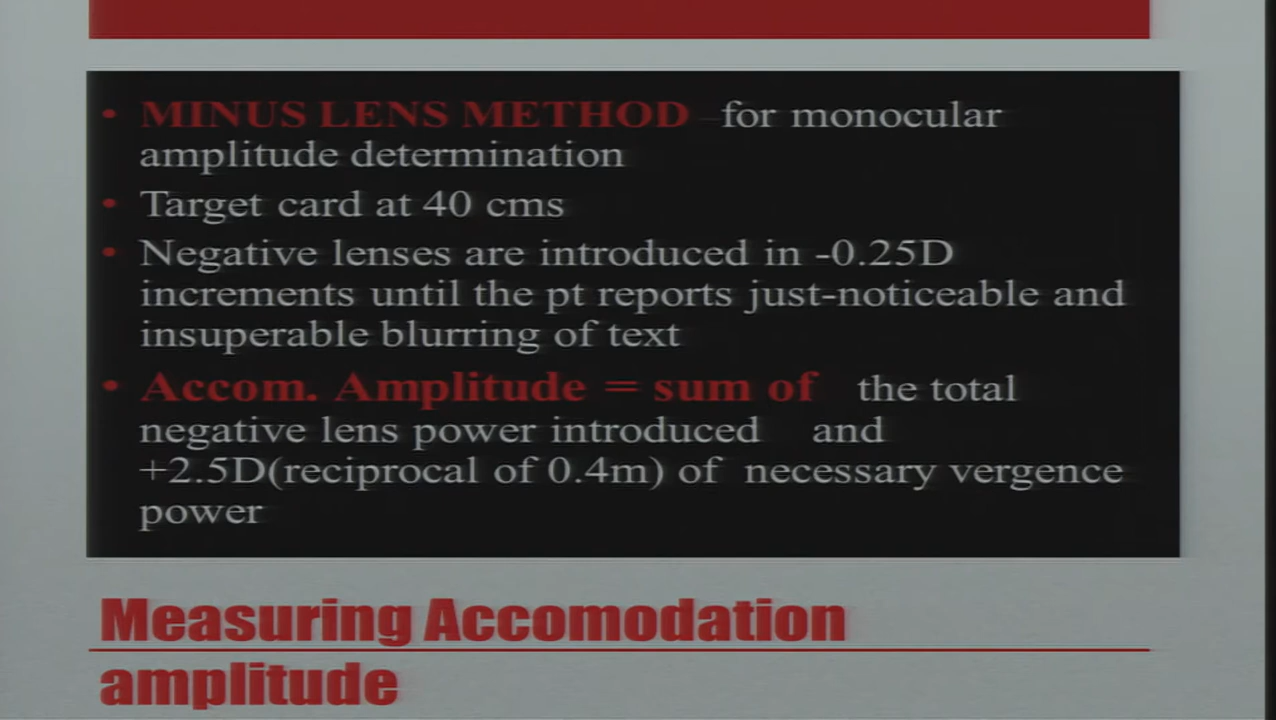 • MINUS LENS METHOD – for monocular
amplitude determination
• Target card at 40 cms
• Negative lenses are introduced in -0.25D
increments until the pt reports just-noticeable and
insuperable blurring of text
• Accom. Amplitude = sum of the total
negative lens power introduced and
+2.5D(reciprocal of 0.4m) of necessary vergence
power
Measuring Accomodation
amplitude